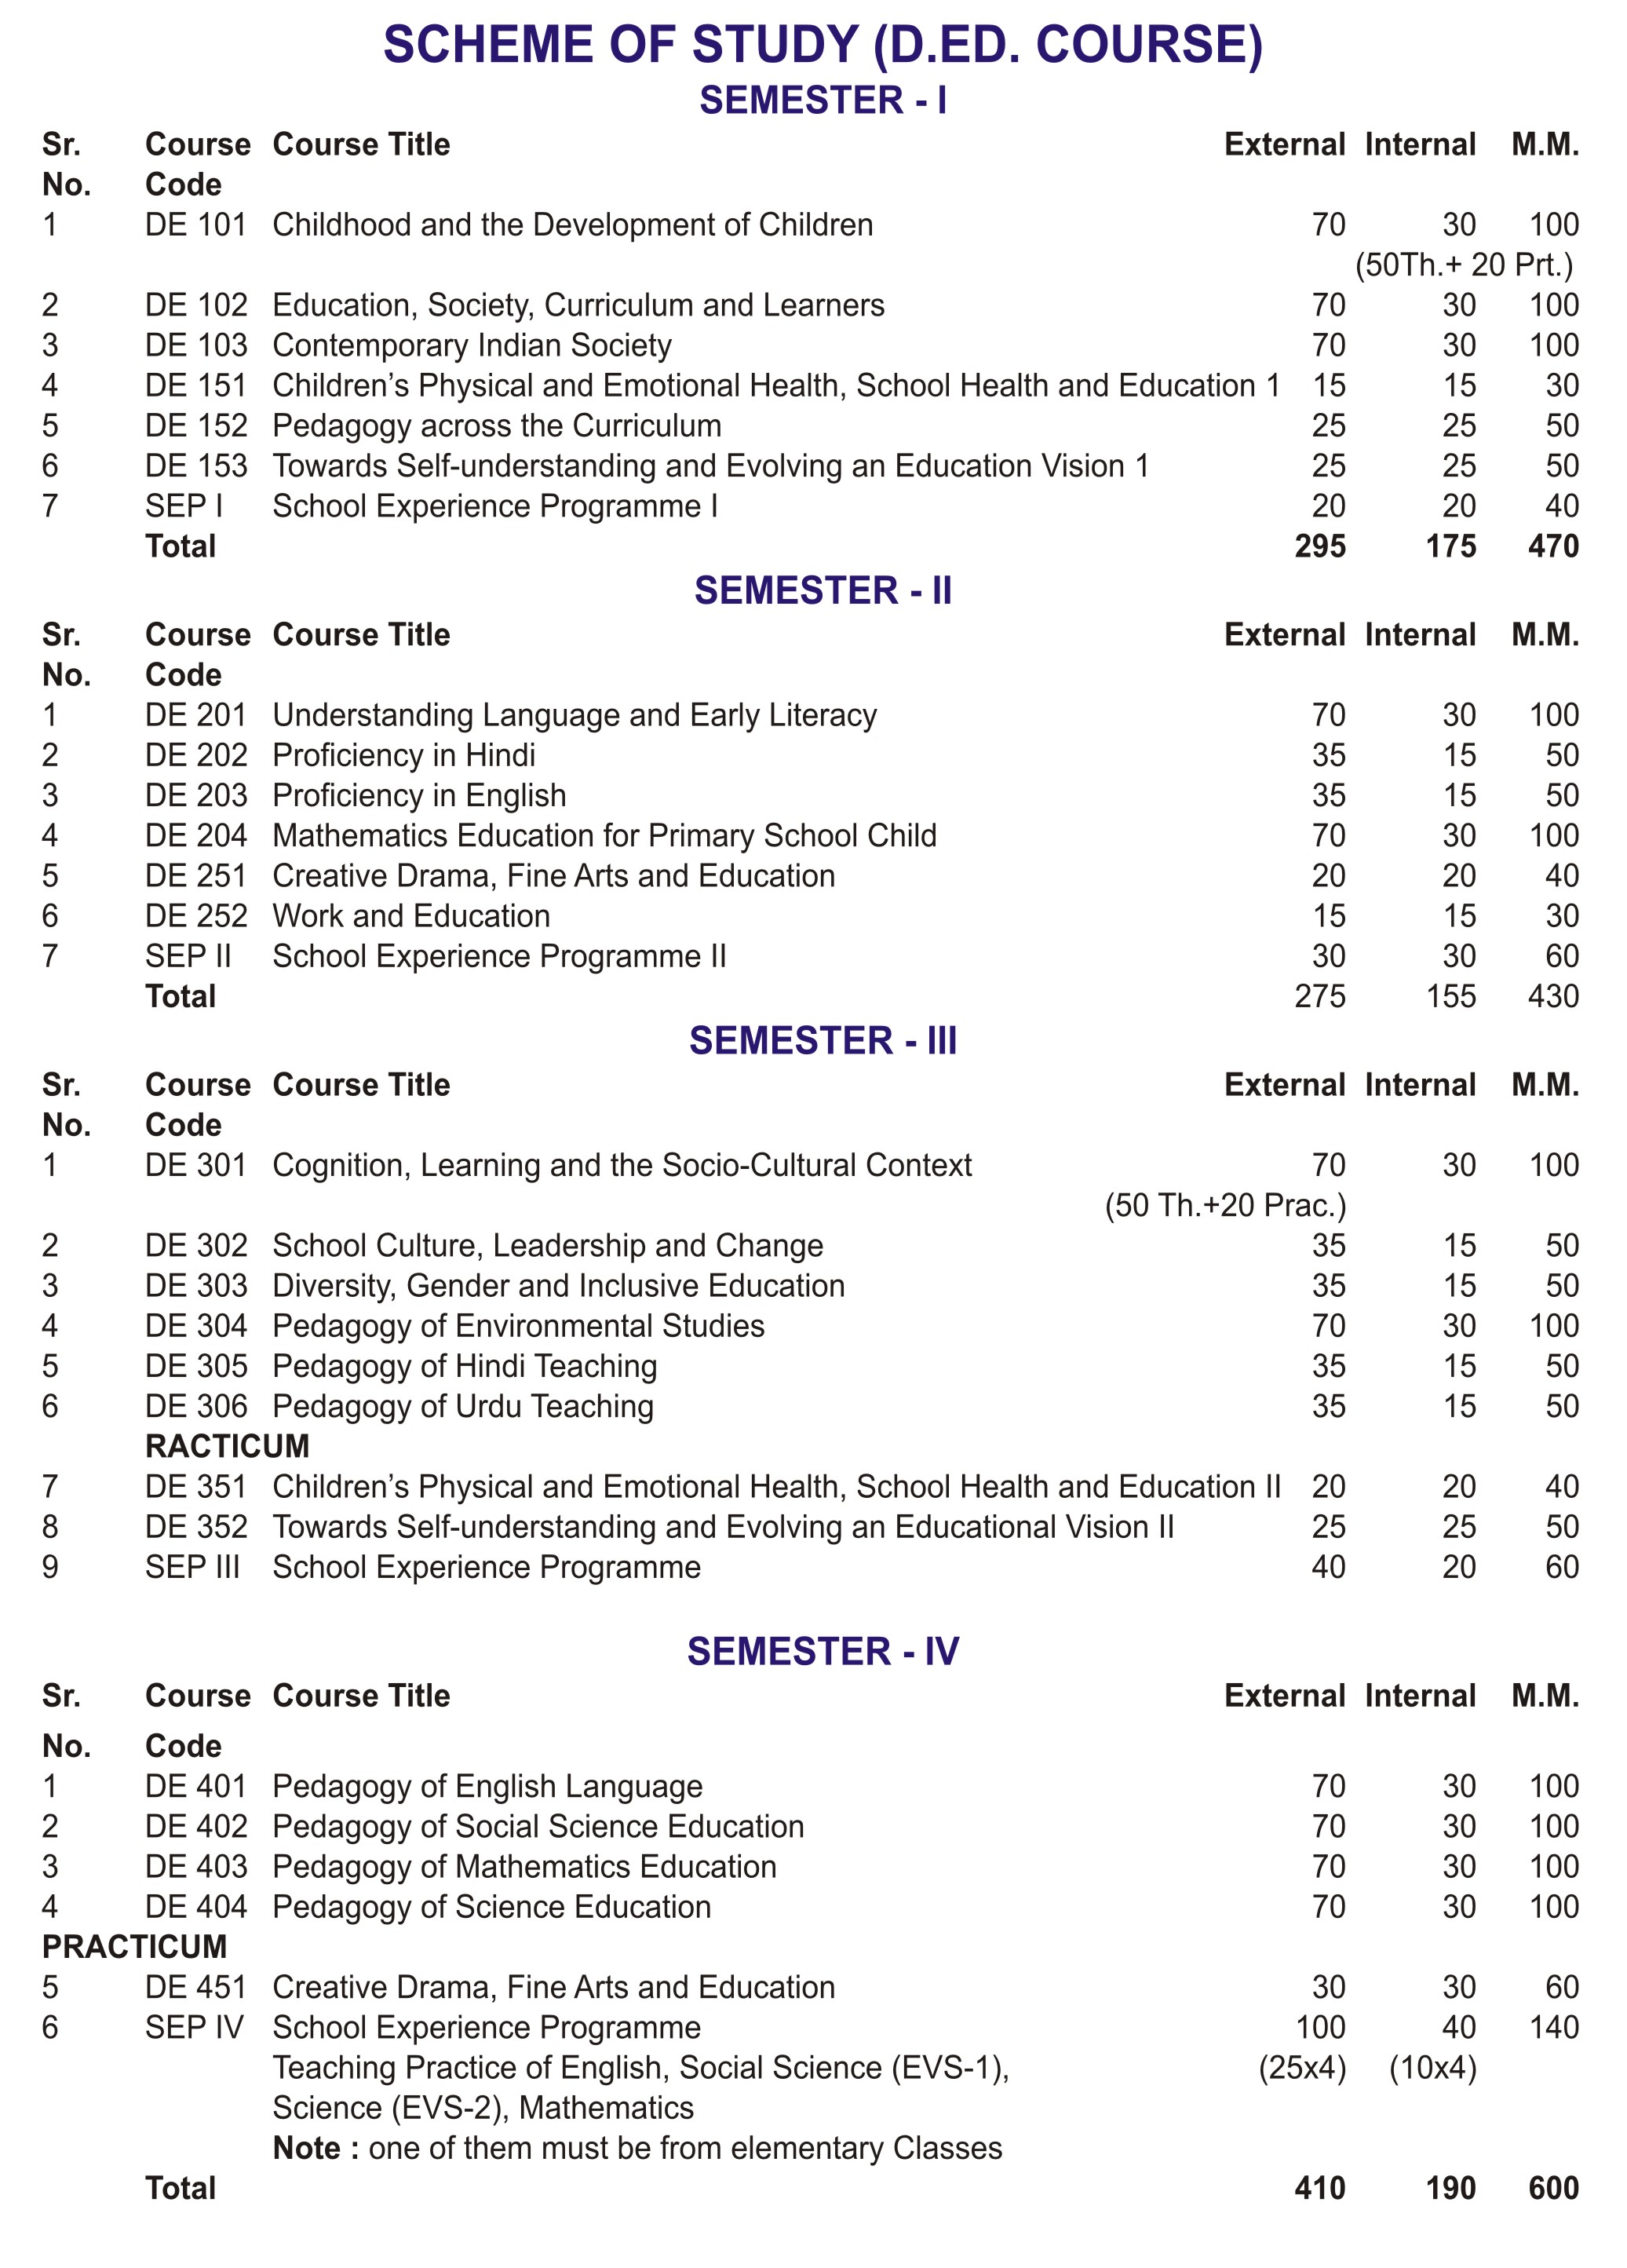 SCHEME OF STUDY (D.ED. COURSE)
SEMESTER - I
Sr. Course Course Title External Internal M.M.
No. Code
1 DE 101 Childhood and the Development of Children 70 30 100
(50Th.+ 20 Prt.)
2 DE 102 Education, Society, Curriculum and Learners 70 30 100
3 DE 103 Contemporary Indian Society 70 30 100
4 DE 151 Children’s Physical and Emotional Health, School Health and Education 1 15 15 30
5 DE 152 Pedagogy across the Curriculum 25 25 50
6 DE 153 Towards Self-understanding and Evolving an Education Vision 1 25 25 50
7 SEP I School Experience Programme I 20 20 40
Total 295 175 470
SEMESTER - II
Sr. Course Course Title External Internal M.M.
No. Code
1 DE 201 Understanding Language and Early Literacy 70 30 100
2 DE 202 Proficiency in Hindi 35 15 50
3 DE 203 Proficiency in English 35 15 50
4 DE 204 Mathematics Education for Primary School Child 70 30 100
5 DE 251 Creative Drama, Fine Arts and Education 20 20 40
6 DE 252 Work and Education 15 15 30
7 SEP II School Experience Programme II 30 30 60
Total 275 155 430
SEMESTER - III
Sr. Course Course Title External Internal M.M.
No. Code
1 DE 301 Cognition, Learning and the Socio-Cultural Context 70 30 100
(50 Th.+20 Prac.)
2 DE 302 School Culture, Leadership and Change 35 15 50
3 DE 303 Diversity, Gender and Inclusive Education 35 15 50
4 DE 304 Pedagogy of Environmental Studies 70 30 100
5 DE 305 Pedagogy of Hindi Teaching 35 15 50
6 DE 306 Pedagogy of Urdu Teaching 35 15 50
RACTICUM
7 DE 351 Children’s Physical and Emotional Health, School Health and Education II 20 20 40
8 DE 352 Towards Self-understanding and Evolving an Educational Vision II 25 25 50
9 SEP III School Experience Programme 40 20 60
SEMESTER - IV
Sr. Course Course Title External Internal M.M.
No. Code
1 DE 401 Pedagogy of English Language 70 30 100
2 DE 402 Pedagogy of Social Science Education 70 30 100
3 DE 403 Pedagogy of Mathematics Education 70 30 100
4 DE 404 Pedagogy of Science Education 70 30 100
PRACTICUM
5 DE 451 Creative Drama, Fine Arts and Education 30 30 60
6 SEP IV School Experience Programme 100 40 140
Teaching Practice of English, Social Science (EVS-1), (25x4) (10x4)
Science (EVS-2), Mathematics
Note : one of them must be from elementary Classes
Total 410 190 600